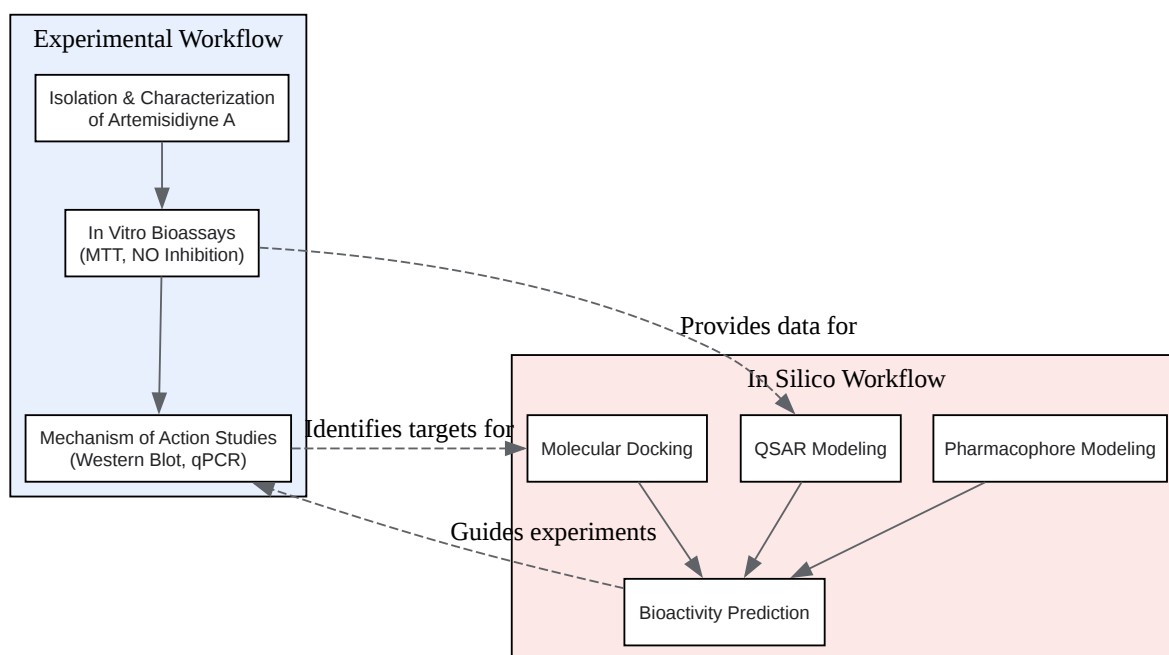 Experimental Workflow
Isolation & Characterization
of Artemisidiyne A
In Vitro Bioassays
(MTT, NO Inhibition)
Provides data for
In Silico Workflow
Mechanism of Action Studies
(Western Blot, qPCR)
Identifies targets for
Molecular Docking
QSAR Modeling
Pharmacophore Modeling
Guides experiments
Bioactivity Prediction